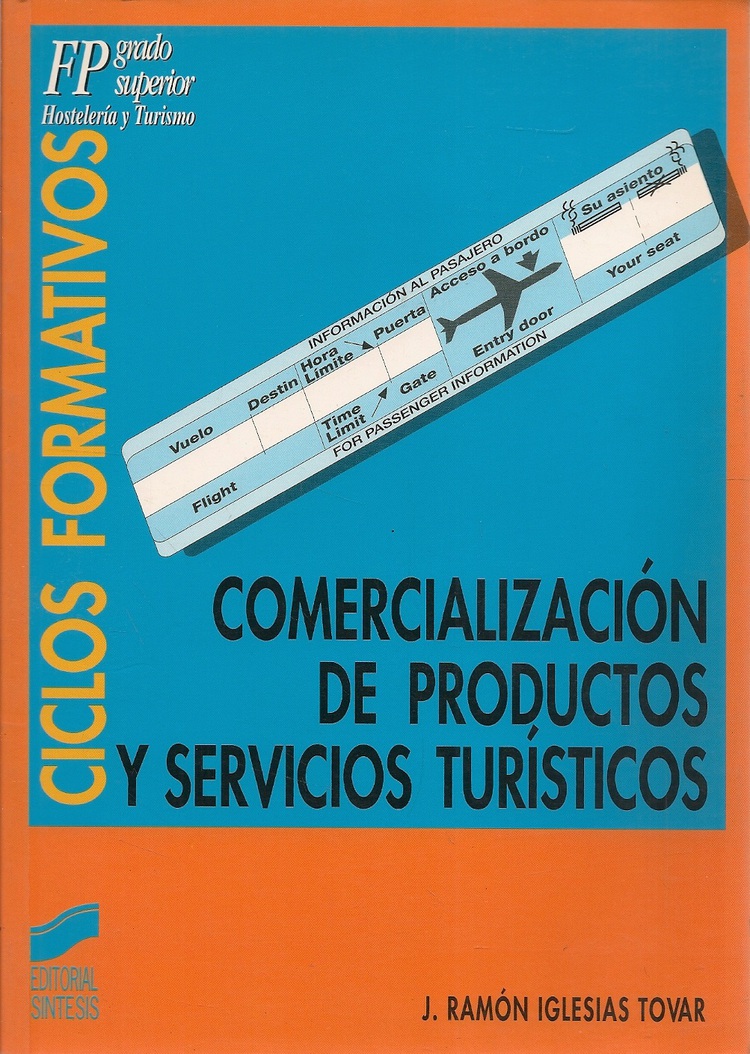 FP grado
superior
Hostelería y Turismo
CICLOS FORMATIVOS
INFORMACIÓN AL PASAJERO
Vuelo
Destin
Hora
Límite
Puerta
Acceso a bordo
Su asiento
Flight
Time
Limit
Gate
Entry door
Your seat
FOR PASSENGER INFORMATION
COMERCIALIZACIÓN
DE PRODUCTOS
Y SERVICIOS TURÍSTICOS
EDITORIAL
SINTESIS
J. RAMÓN IGLESIAS TOVAR